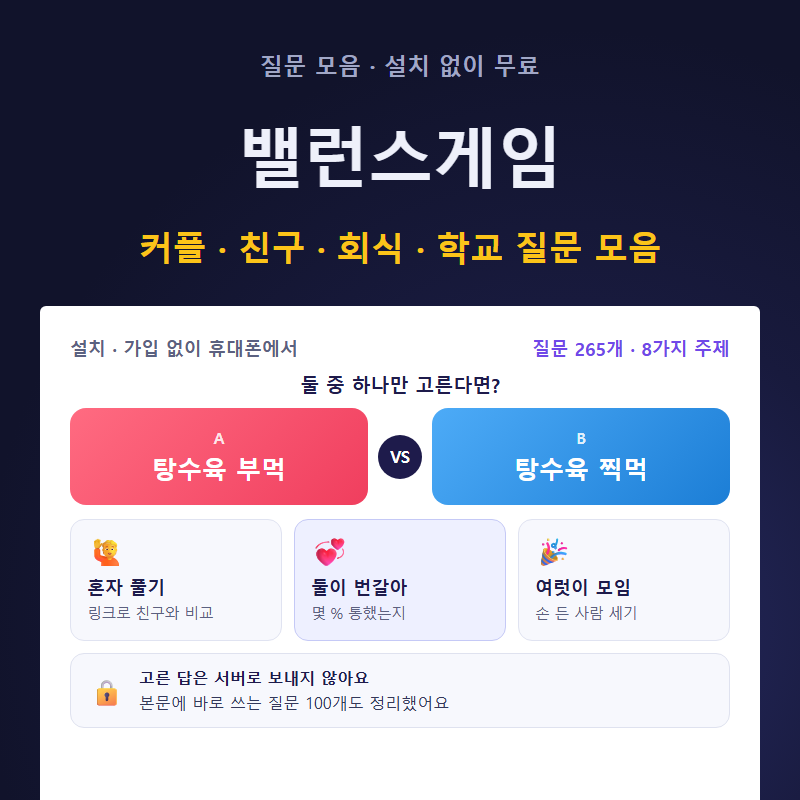 질문 모음 · 설치 없이 무료
밸런스게임
커플 · 친구 · 회식 · 학교 질문 모음
설치 · 가입 없이 휴대폰에서
질문 265개 · 8가지 주제
둘 중 하나만 고른다면?
A
탕수육 부먹
VS
B
탕수육 찍먹
혼자 풀기
링크로 친구와 비교
둘이 번갈아
몇 % 통했는지
여럿이 모임
손 든 사람 세기
고른 답은 서버로 보내지 않아요
본문에 바로 쓰는 질문 100개도 정리했어요